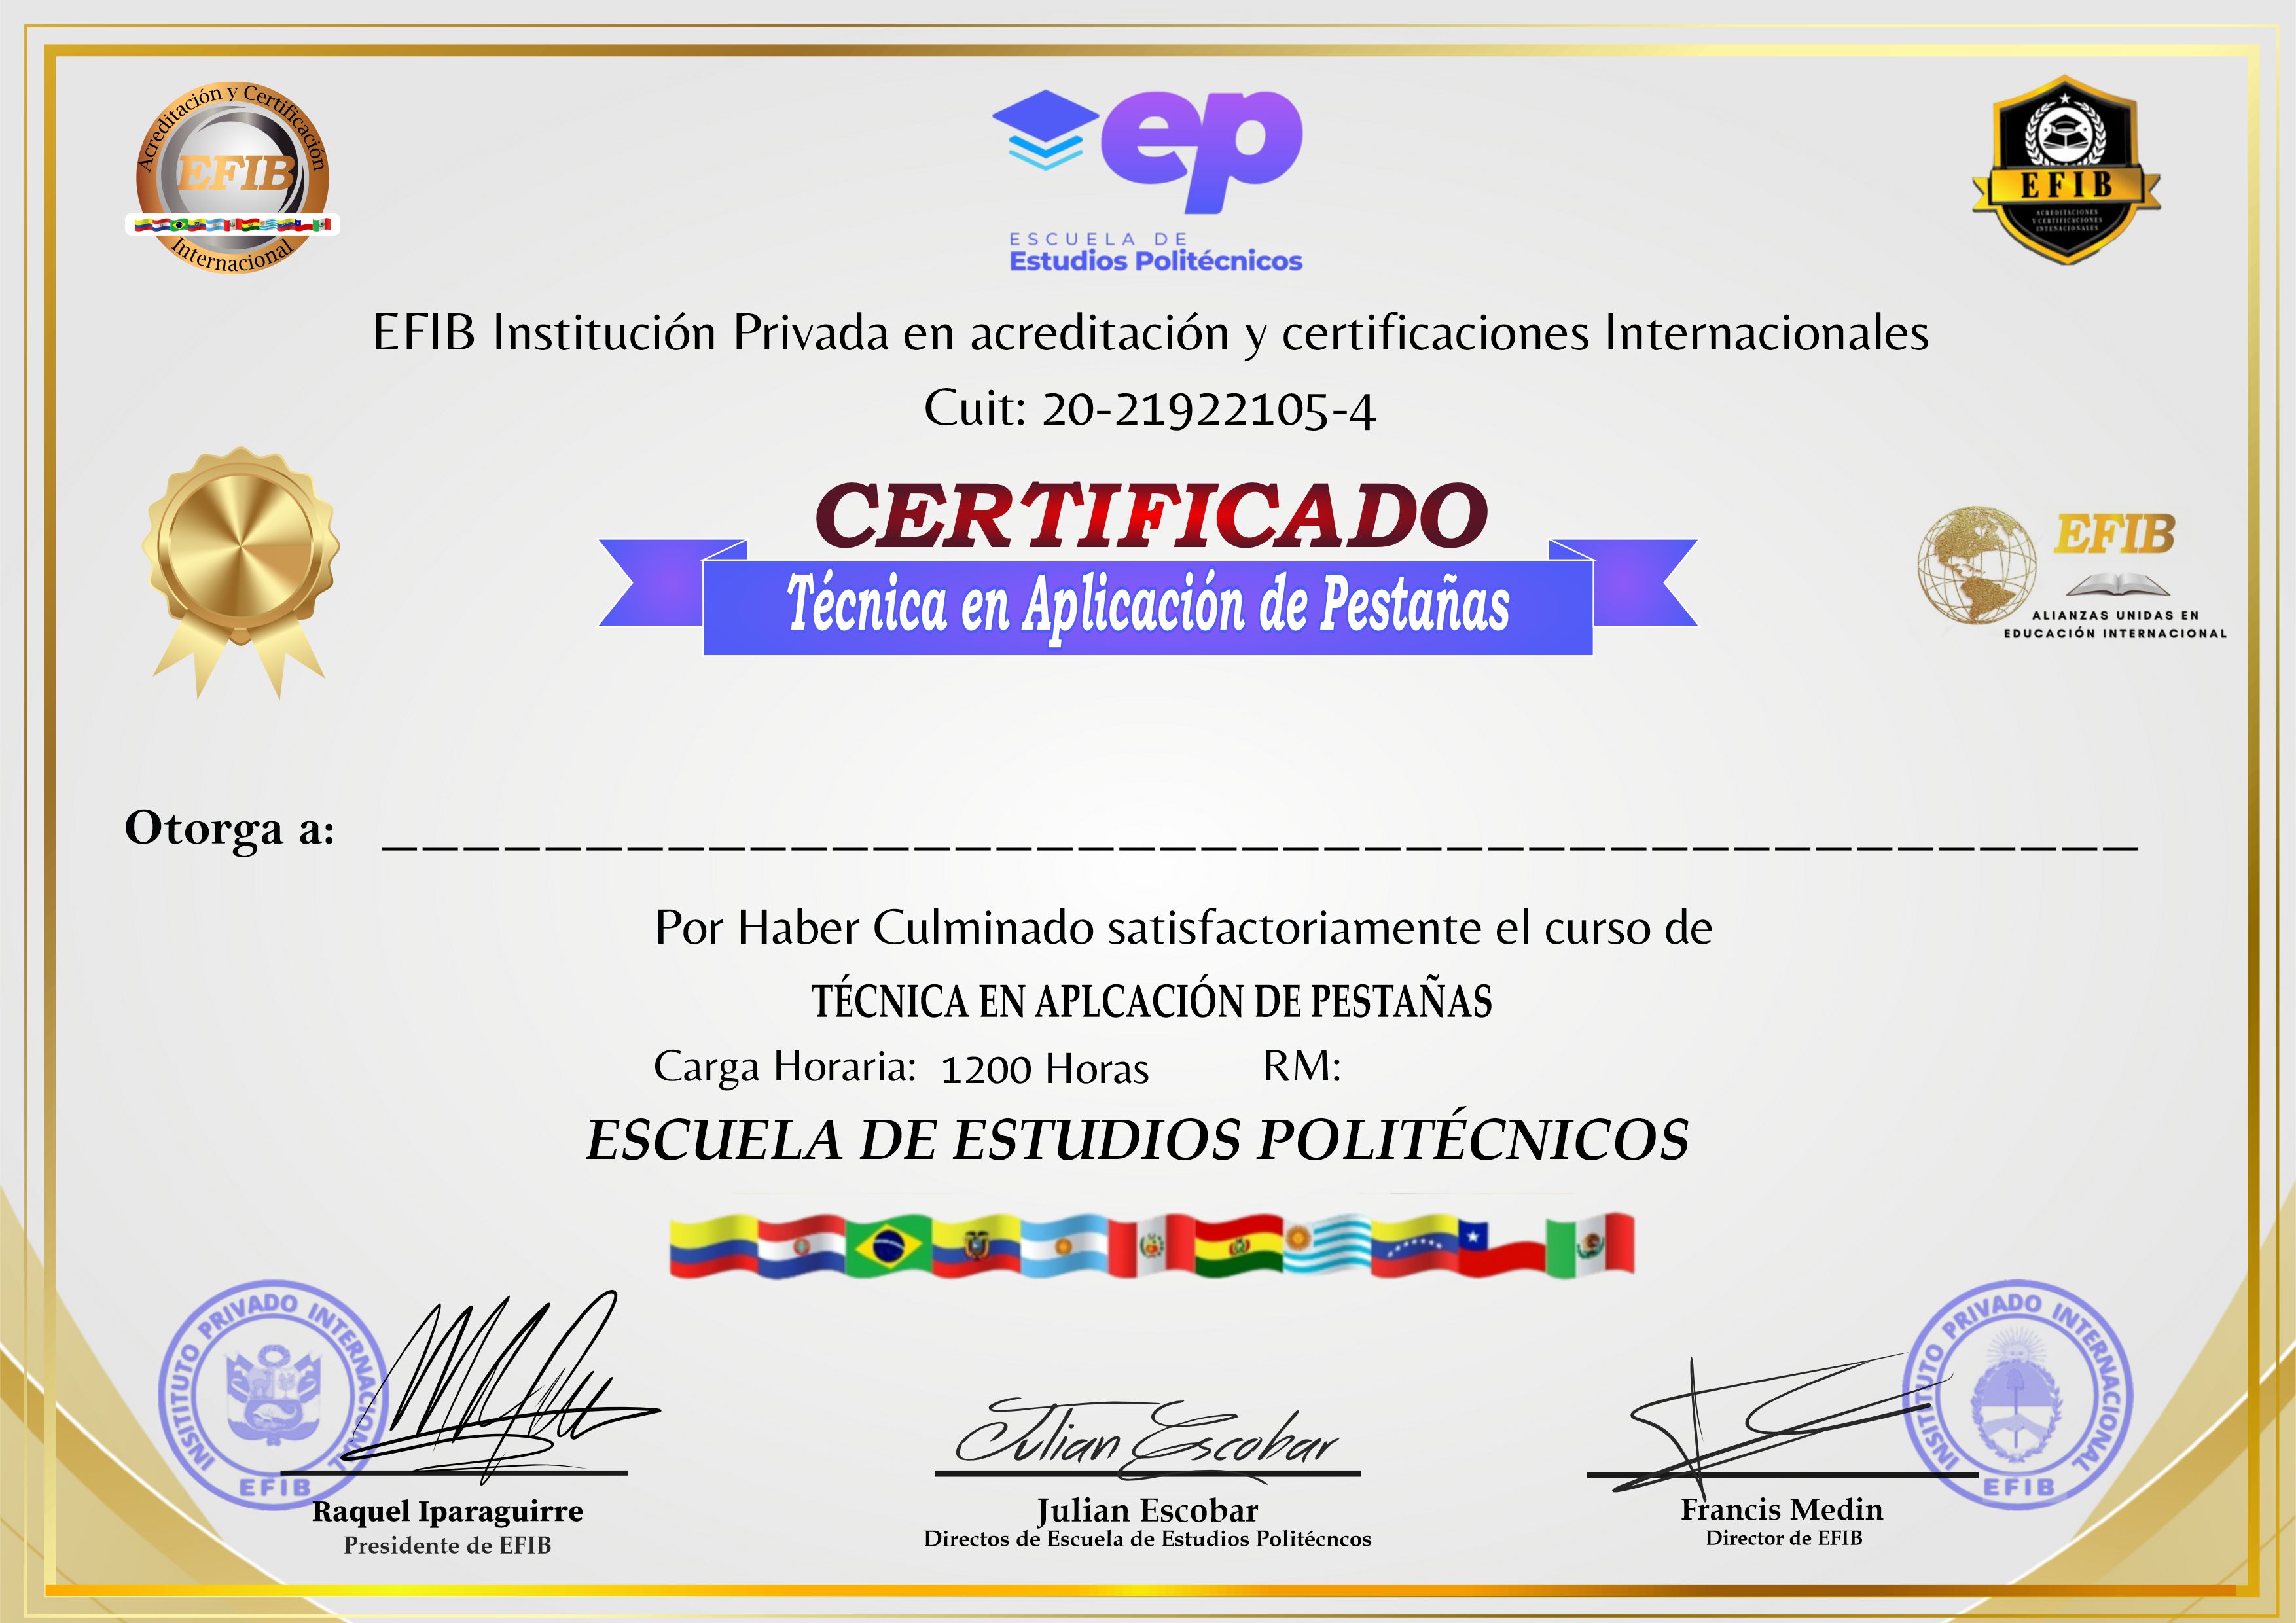 Acreditación y Certificación
EFIB
Internacional
ep
ESCUELA DE
Estudios Politécnicos
EFIB
ACREDITACIONES
Y CERTIFICACIONES
INTENACIONALES
EFIB Institución Privada en acreditación y certificaciones Internacionales
Cuit: 20-21922105-4
CERTIFICADO
Técnica en Aplicación de Pestañas
EFIB
ALIANZAS UNIDAS EN
EDUCACIÓN INTERNACIONAL
Otorga a:
Por Haber Culminado satisfactoriamente el curso de
TÉCNICA EN APLCACIÓN DE PESTAÑAS
Carga Horaria: 1200 Horas RM:
ESCUELA DE ESTUDIOS POLITÉCNICOS
INSITITUTO PRIVADO INTERNACIONAL
EFIB
Raquel Iparaguirre
Presidente de EFIB
Julian Escobar
Julian Escobar
Directos de Escuela de Estudios Politécncos
Francis Medin
Director de EFIB
INSITITUTO PRIVADO INTERNACIONAL
EFIB